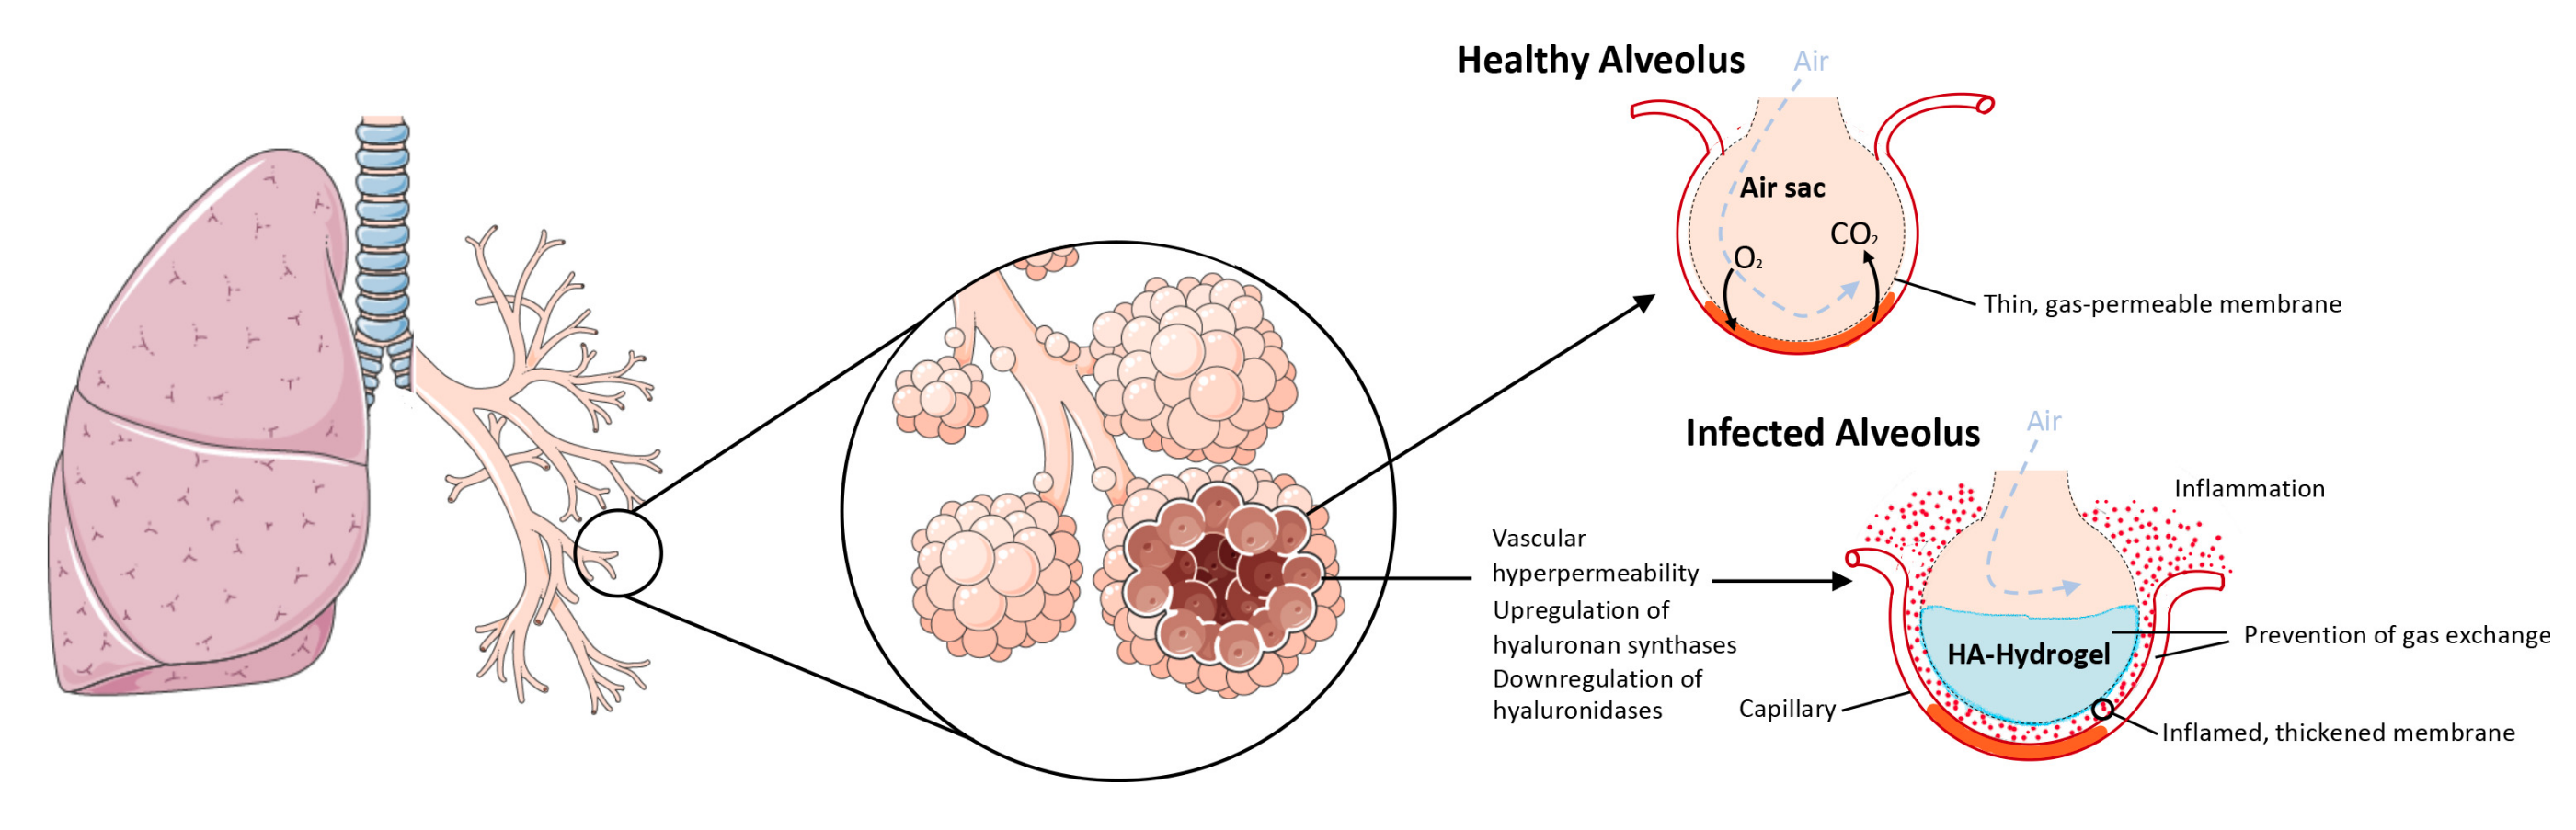 Healthy Alveolus
Air
Air sac
CO₂
O₂
Thin, gas-permeable membrane
Infected Alveolus
Air
Inflammation
Vascular
hyperpermeability
Upregulation of
hyaluronan synthases
Downregulation of
hyaluronidases
Capillary
HA-Hydrogel
Prevention of gas exchange
Inflamed, thickened membrane